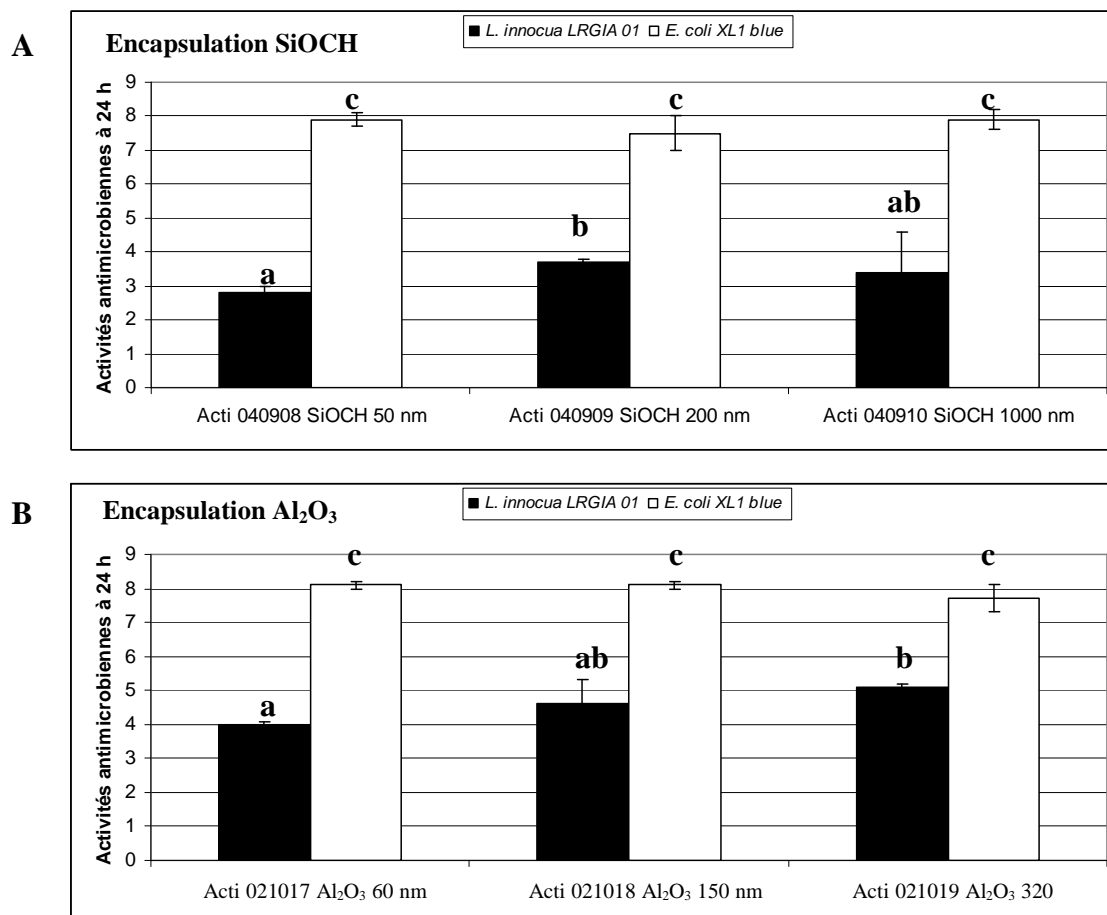 A
Encapsulation SiOCH
■ L. innocua LRGIA 01 □ E. coli XL1 blue
Activités antimicrobiennes à 24 h
9
8
7
6
5
4
3
2
1
0
a
c
b
c
ab
c
Acti 040908 SiOCH 50 nm
Acti 040909 SiOCH 200 nm
Acti 040910 SiOCH 1000 nm
B
Encapsulation Al₂O₃
■ L. innocua LRGIA 01 □ E. coli XL1 blue
Activités antimicrobiennes à 24 h
9
8
7
6
5
4
3
2
1
0
a
c
ab
c
b
c
Acti 021017 Al₂O₃ 60 nm
Acti 021018 Al₂O₃ 150 nm
Acti 021019 Al₂O₃ 320